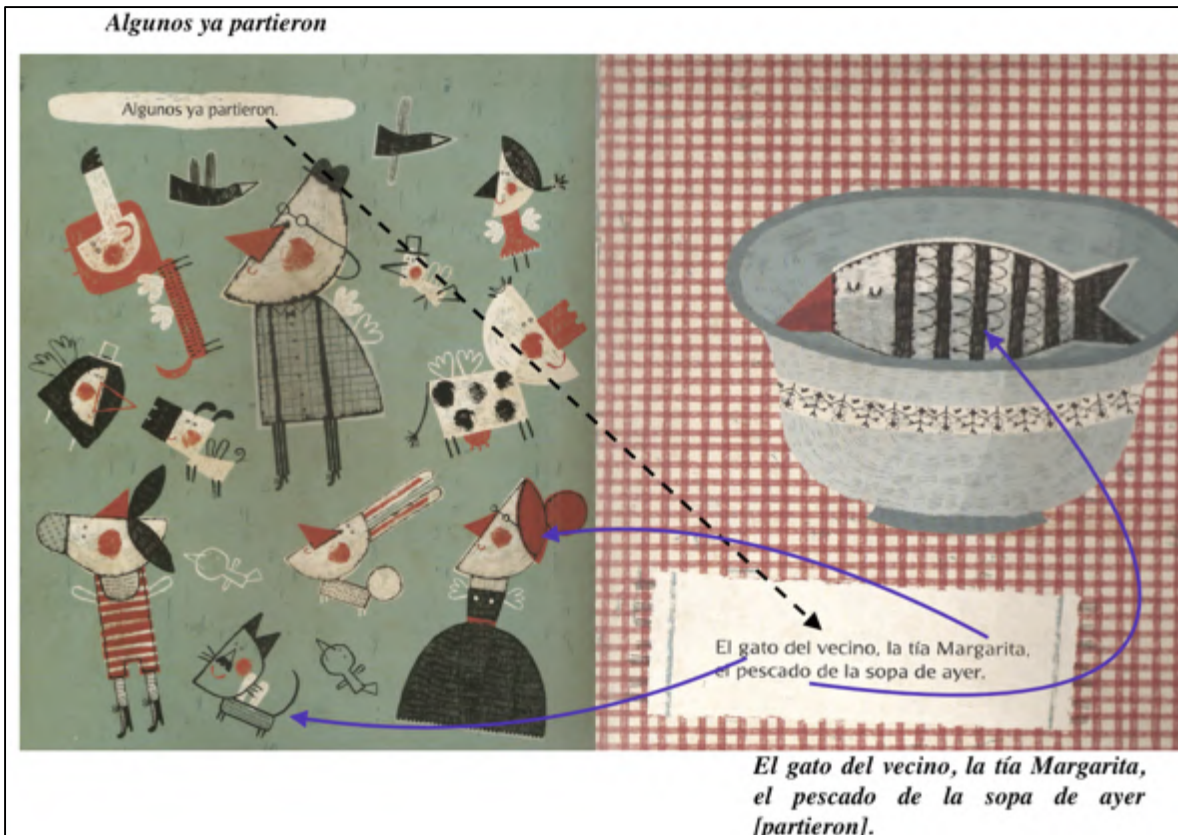 Algunos ya partieron
Algunos ya partieron.
El gato del vecino, la tía Margarita,
el pescado de la sopa de ayer.
El gato del vecino, la tía Margarita,
el pescado de la sopa de ayer
[partieron].